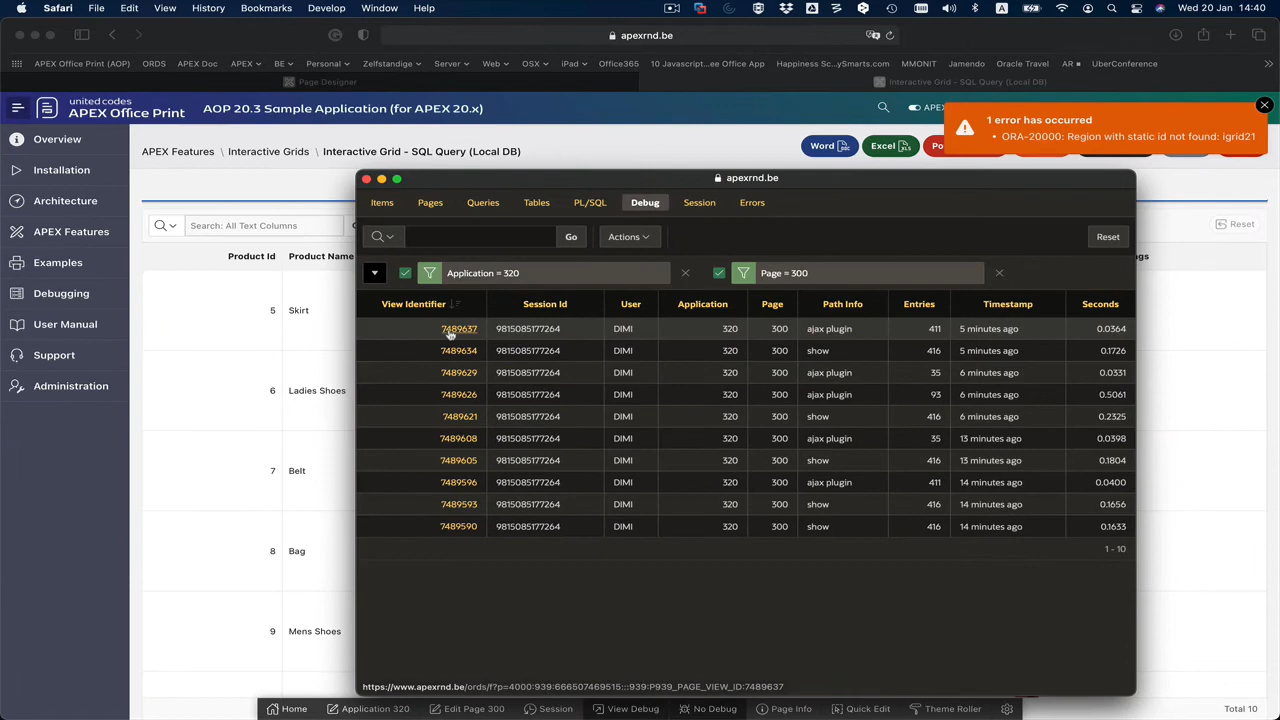 Safari File Edit View History Bookmarks Develop Window Help
Wed 20 Jan 14:40
apexrnd.be
APEX Office Print (AOP) ORDS APEX Doc APEX BE Personal Zelfstandige Server Web OSX iPad Office365 10 Javascript...ee Office App Happiness Sc...ySmarts.com MMONIT Jamendo Oracle Travel AR UberConference
Page Designer
Interactive Grid - SQL Query (Local DB)
united codes
APEX Office Print
AOP 20.3 Sample Application (for APEX 20.x)
APEX
1 error has occurred
• ORA-20000: Region with static id not found: igrid21
Information
Installation
Architecture
APEX Features
Examples
Debugging
User Manual
Support
Administration
APEX Features \ Interactive Grids \ Interactive Grid - SQL Query (Local DB)
Word Excel
Search: All Text Columns
Reset
Product Id Product Name
5 Skirt
6 Ladies Shoes
7 Belt
8 Bag
9 Mens Shoes
Total 10
apexrnd.be
Items Pages Queries Tables PL/SQL Debug Session Errors
Go Actions Reset
Application = 320 Page = 300
View Identifier Session Id User Application Page Path Info Entries Timestamp Seconds
7489637 9815085177264 DIMI 320 300 ajax plugin 411 5 minutes ago 0.0364
7489634 9815085177264 DIMI 320 300 show 416 5 minutes ago 0.1726
7489629 9815085177264 DIMI 320 300 ajax plugin 35 6 minutes ago 0.0331
7489626 9815085177264 DIMI 320 300 ajax plugin 93 6 minutes ago 0.5061
7489621 9815085177264 DIMI 320 300 show 416 6 minutes ago 0.2325
7489608 9815085177264 DIMI 320 300 ajax plugin 35 13 minutes ago 0.0398
7489605 9815085177264 DIMI 320 300 show 416 13 minutes ago 0.1804
7489596 9815085177264 DIMI 320 300 ajax plugin 411 14 minutes ago 0.0400
7489593 9815085177264 DIMI 320 300 show 416 14 minutes ago 0.1656
7489590 9815085177264 DIMI 320 300 show 416 14 minutes ago 0.1633
1 - 10
https://www.apexrnd.be/ords/f?p=4000:939:666507469515:::939:P939_PAGE_VIEW_ID:7489637
Home Application 320 Edit Page 300 Session View Debug No Debug Page Info Quick Edit Theme Roller